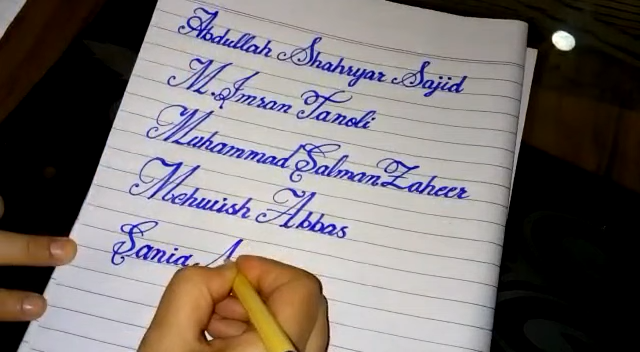 Abdullah Shahryar Sajid
M. Imran Tanoli
Muhammad Salman Zaheer
Mehwish Abbas
Sania